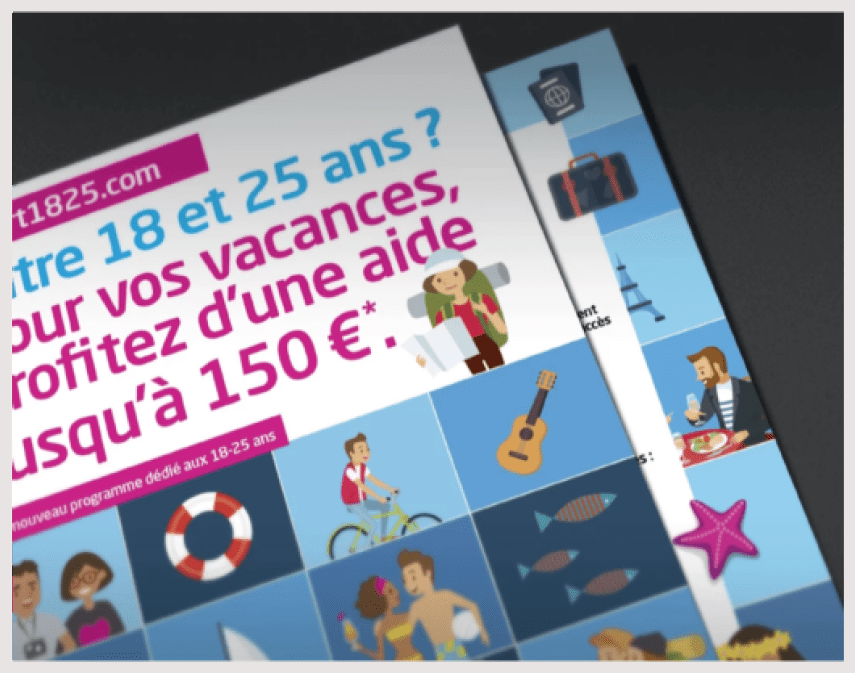 rt1825.com
tre 18 et 25 ans ?
our vos vacances,
rofitez d'une aide
usqu'à 150 €*.
nouveau programme dédié aux 18-25 ans
ent
ccès
s :